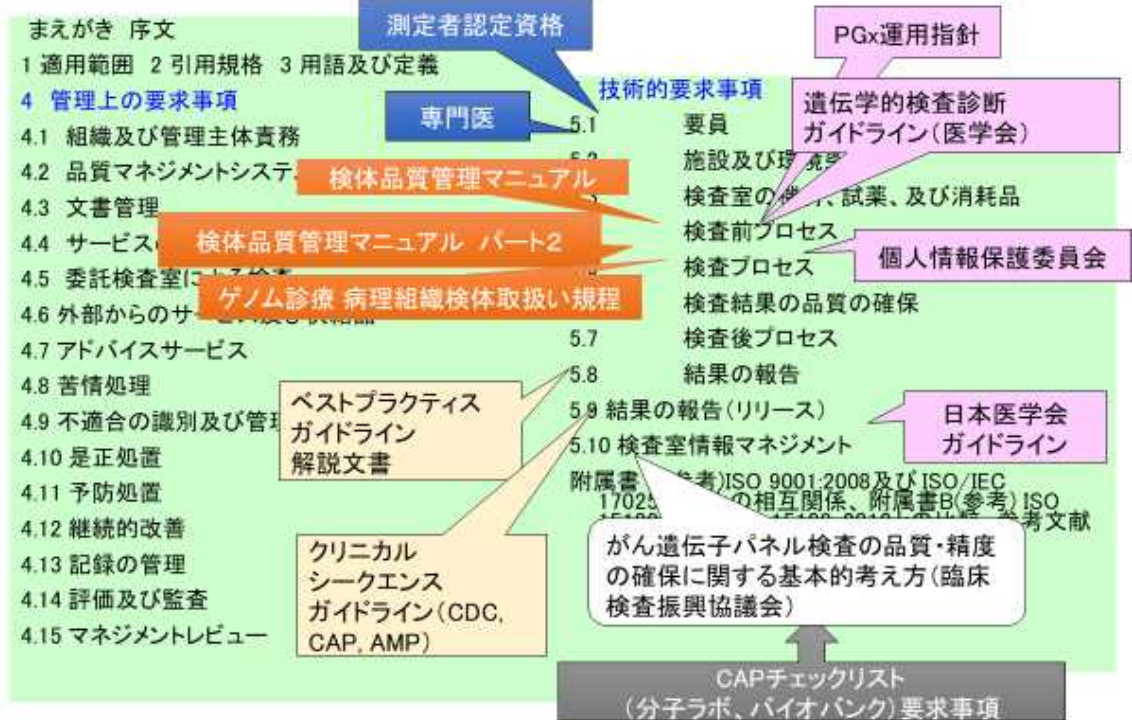 まえがき 序文
1 適用範囲 2 引用規格 3 用語及び定義
4 管理上の要求事項
4.1 組織及び管理主体責務
4.2 品質マネジメントシステ
4.3 文書管理
4.4 サービス
4.5 委託検査室に
4.6 外部からのサ
4.7 アドバイスサービス
4.8 苦情処理
4.9 不適合の識別及び管
4.10 是正処置
4.11 予防処置
4.12 継続的改善
4.13 記録の管理
4.14 評価及び監査
4.15 マネジメントレビュー
測定者認定資格
専門医
検体品質管理マニュアル
検体品質管理マニュアル パート2
ゲノム診療 病理組織検体取扱い規程
ベストプラクティス
ガイドライン
解説文書
クリニカル
シークエンス
ガイドライン(CDC,
CAP, AMP)
技術的要求事項
5.1 要員
施設及び環境
検査室の 、試薬、及び消耗品
検査前プロセス
検査プロセス
検査結果の品質の確保
5.7 検査後プロセス
5.8 結果の報告
5.9 結果の報告(リリース)
5.10 検査室情報マネジメント
附属書 参考)ISO 9001:2008及び ISO/IEC
17025 の相互関係、附属書B(参考) ISO
参考文献
PGx運用指針
遺伝学的検査診断
ガイドライン(医学会)
個人情報保護委員会
日本医学会
ガイドライン
がん遺伝子パネル検査の品質・精度
の確保に関する基本的考え方(臨床
検査振興協議会)
CAPチェックリスト
(分子ラボ、バイオバンク)要求事項